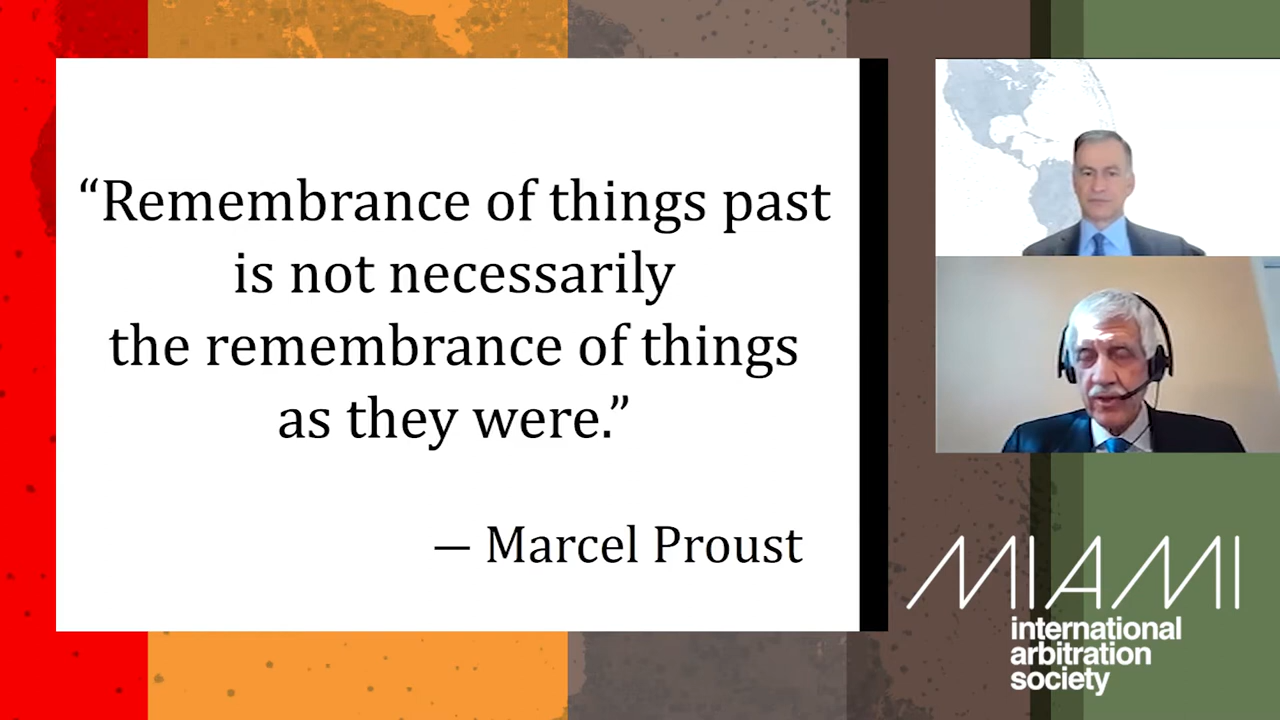 “Remembrance of things past
is not necessarily
the remembrance of things
as they were.”
— Marcel Proust
MIAMI
international
arbitration
society